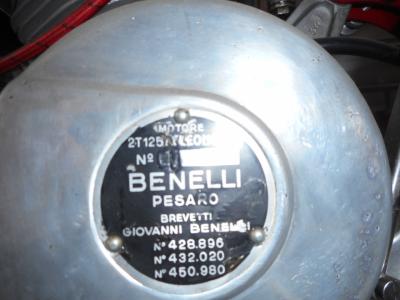 MOTORE
2T125
Nº
BENELLI
PESARO
BREVETTI
GIOVANNI BENELLI
Nº 428.896
Nº 432.020
Nº 450.980